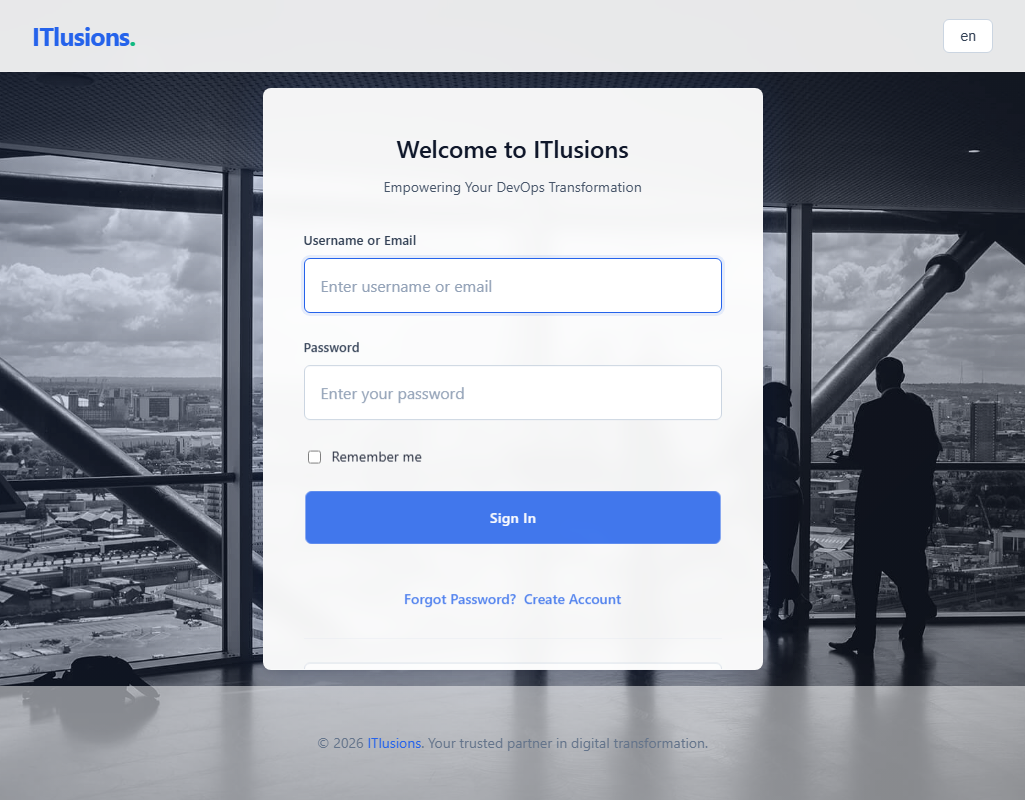 ITlusions.
en
Welcome to ITlusions
Empowering Your DevOps Transformation
Username or Email
Enter username or email
Password
Enter your password
Remember me
Sign In
Forgot Password? Create Account
© 2026 ITlusions. Your trusted partner in digital transformation.